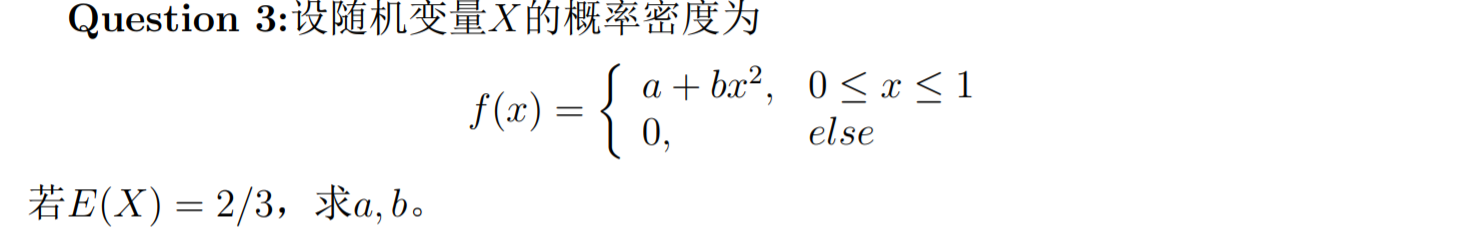 Question 3:设随机变量X的概率密度为
f(x) = { a + bx², 0 ≤ x ≤ 1
0, else
若E(X) = 2/3，求a, b。